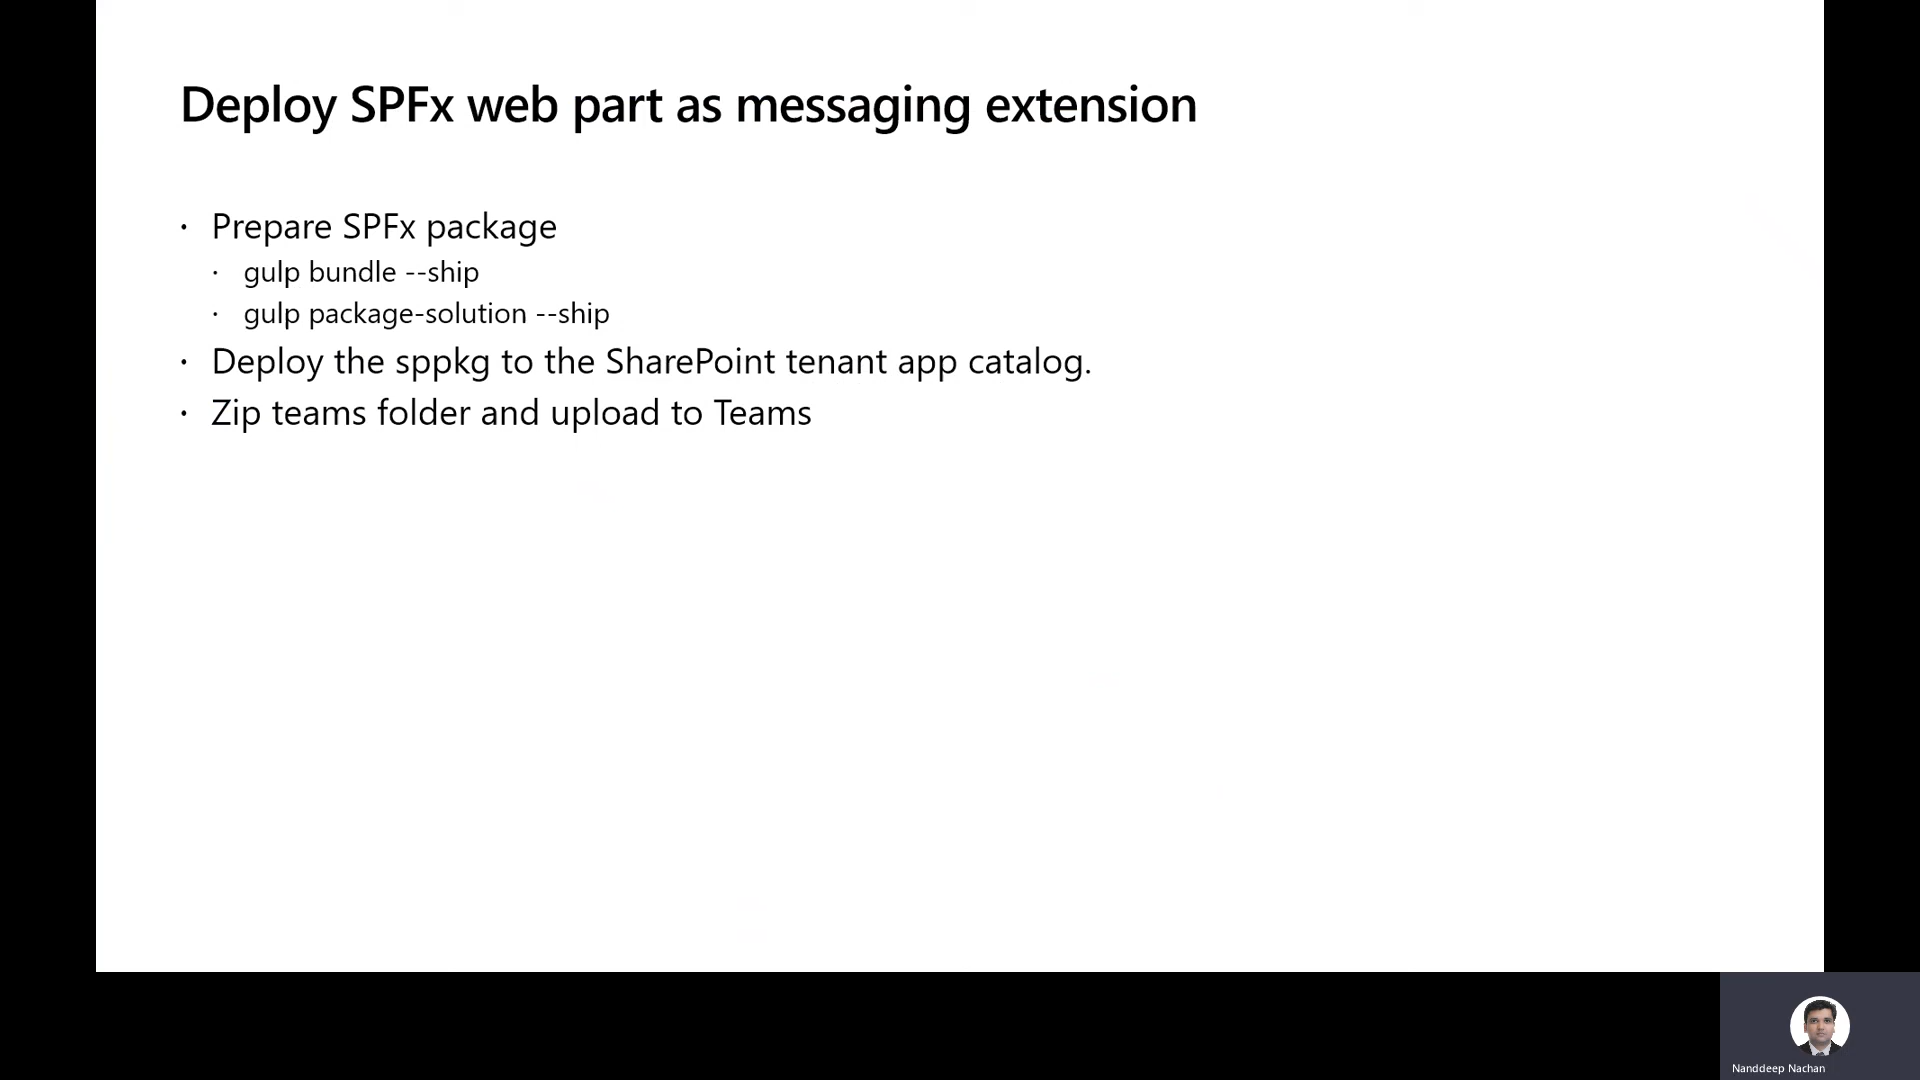 Deploy SPFx web part as messaging extension
· Prepare SPFx package
· gulp bundle --ship
· gulp package-solution --ship
· Deploy the sppkg to the SharePoint tenant app catalog.
· Zip teams folder and upload to Teams
Nanddeep Nachan